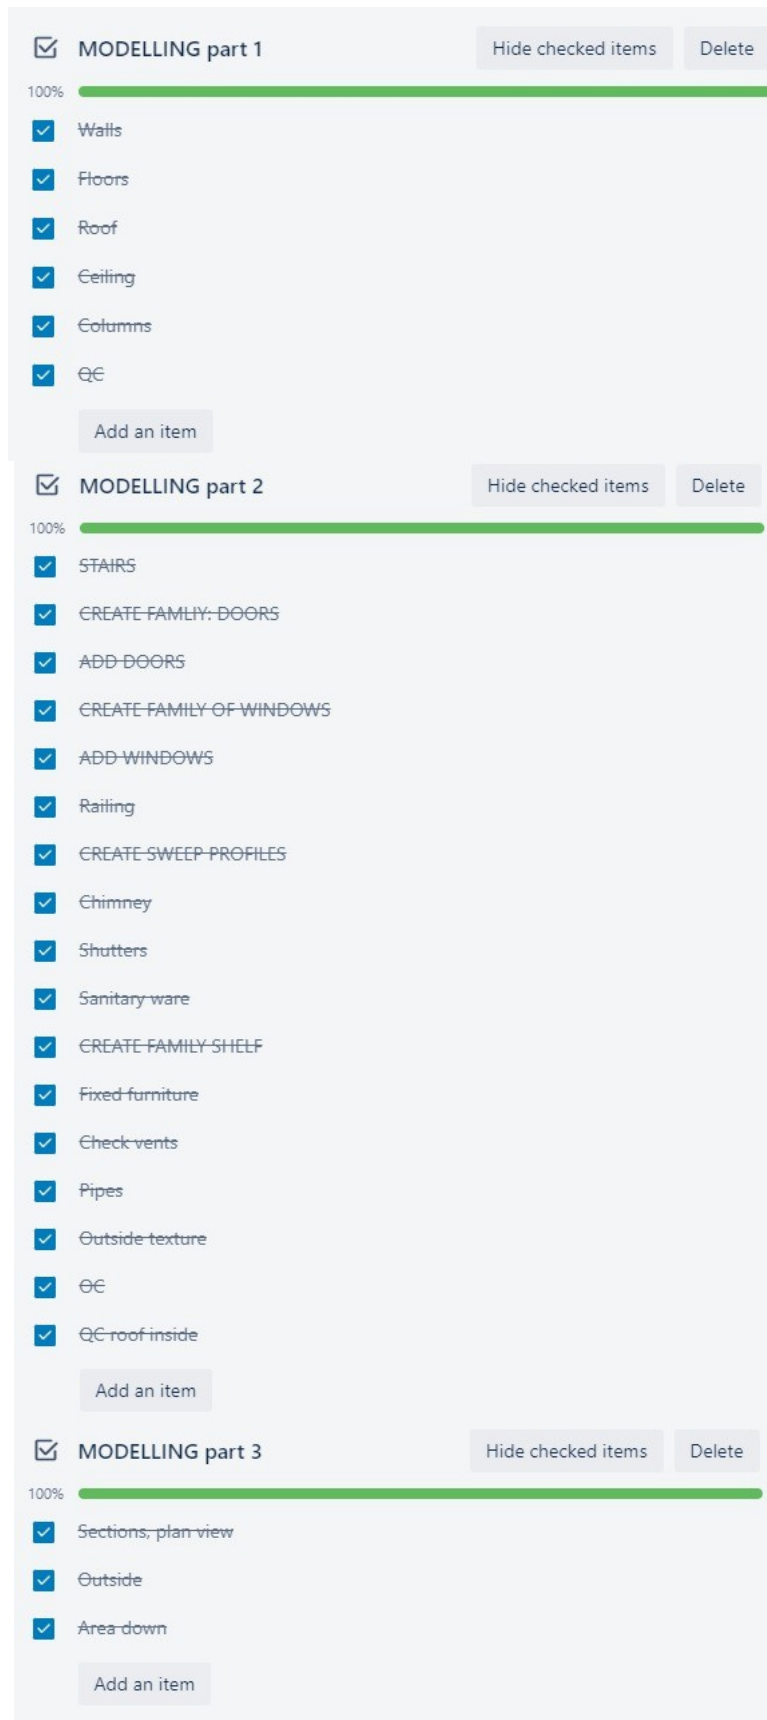 MODELLING part 1
Hide checked items
Delete
100%
Walls
Floors
Roof
Ceiling
Columns
QC
Add an item
MODELLING part 2
Hide checked items
Delete
100%
STAIRS
CREATE FAMLIY: DOORS
ADD DOORS
CREATE FAMILY OF WINDOWS
ADD WINDOWS
Railing
CREATE SWEEP PROFILES
Chimney
Shutters
Sanitary ware
CREATE FAMILY SHELF
Fixed furniture
Check vents
Pipes
Outside texture
OC
QC roof inside
Add an item
MODELLING part 3
Hide checked items
Delete
100%
Sections, plan view
Outside
Area down
Add an item